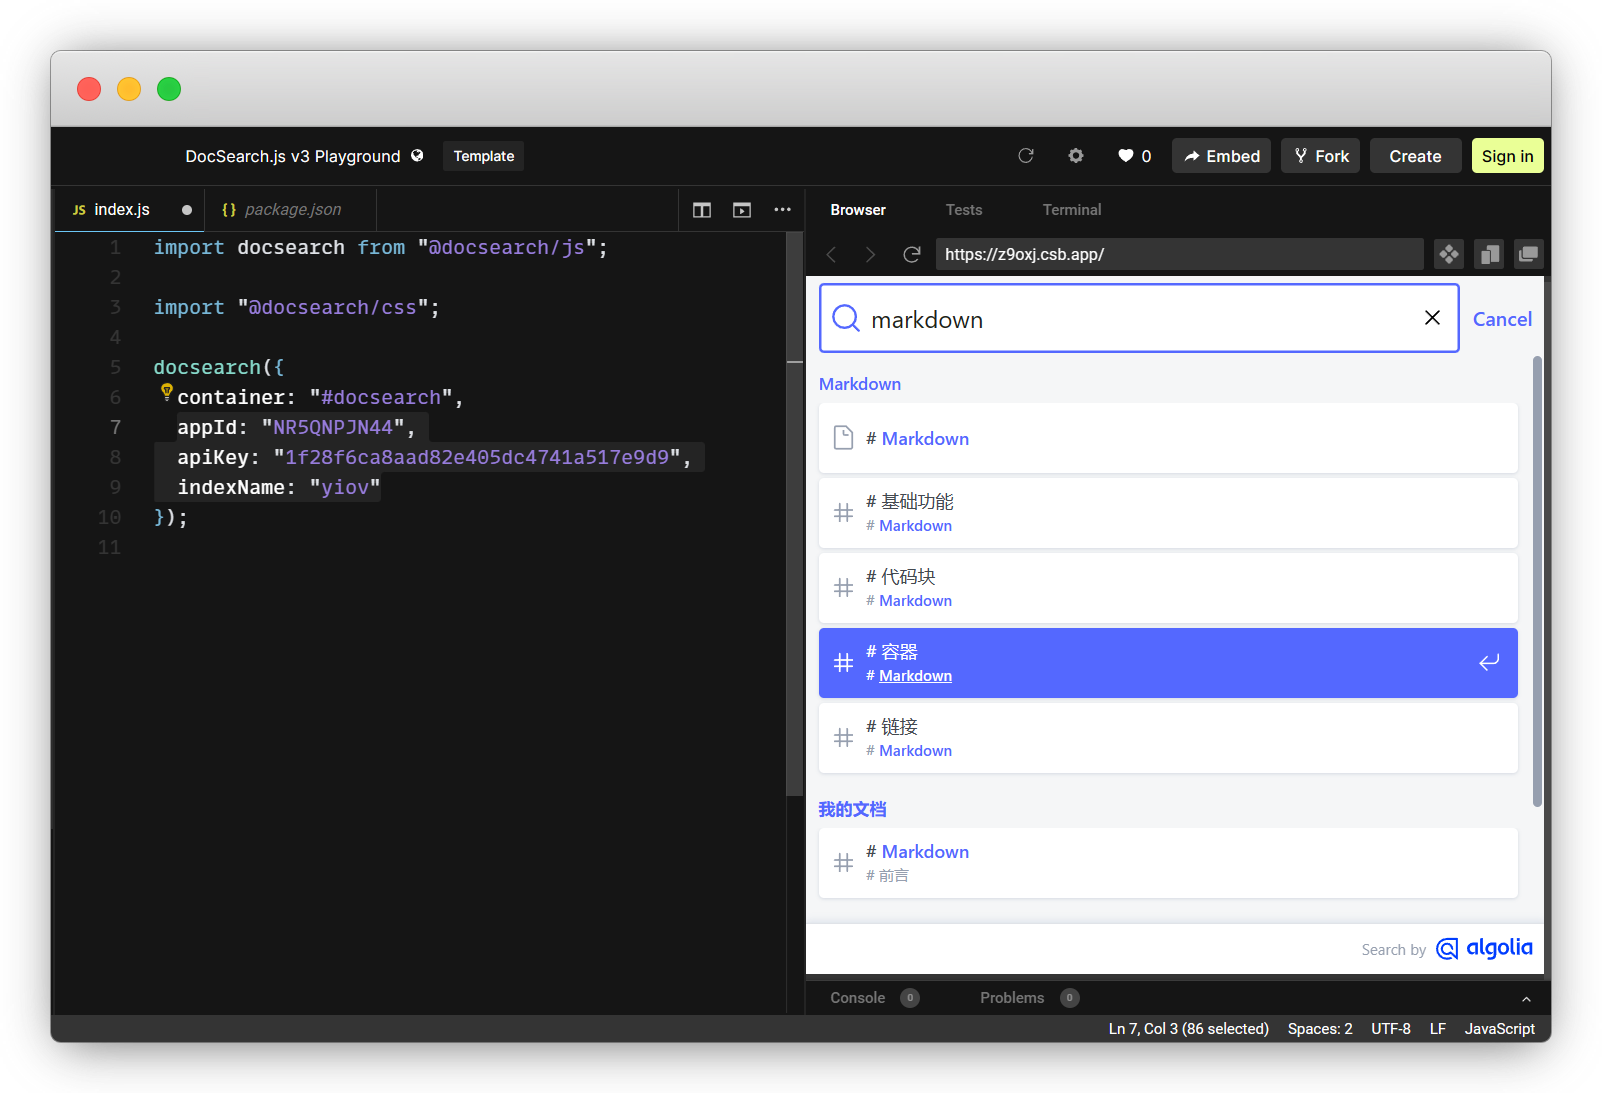 DocSearch.js v3 Playground
Template
0
Embed
Fork
Create
Sign in
JS index.js
{} package.json
1 import docsearch from "@docsearch/js";
2
3 import "@docsearch/css";
4
5 docsearch({
6 container: "#docsearch",
7 appId: "NR5QNPJN44",
8 apiKey: "1f28f6ca8aad82e405dc4741a517e9d9",
9 indexName: "yiov"
10 });
11
Browser
Tests
Terminal
https://z9oxj.csb.app/
markdown
Cancel
Markdown
# Markdown
# 基础功能
# Markdown
# 代码块
# Markdown
# 容器
# Markdown
# 链接
# Markdown
我的文档
# Markdown
# 前言
Search by algolia
Console 0
Problems 0
Ln 7, Col 3 (86 selected)
Spaces: 2
UTF-8
LF
JavaScript